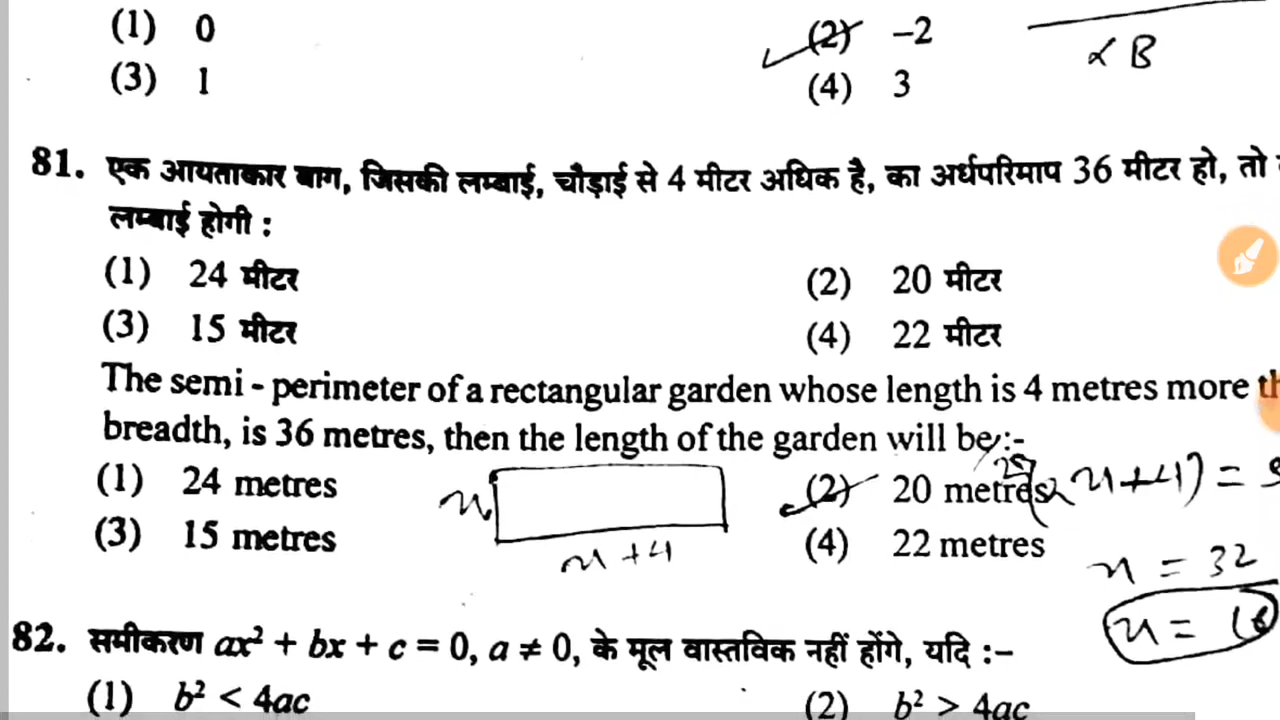 (1) 0 (2) -2
(3) 1 (4) 3
α B
81. एक आयताकार बाग, जिसकी लम्बाई, चौड़ाई से 4 मीटर अधिक है, का अर्धपरिमाप 36 मीटर हो, तो
लम्बाई होगी :
(1) 24 मीटर (2) 20 मीटर
(3) 15 मीटर (4) 22 मीटर
The semi - perimeter of a rectangular garden whose length is 4 metres more
breadth, is 36 metres, then the length of the garden will be:-
(1) 24 metres (2) 20 metres
(3) 15 metres (4) 22 metres
x
x+4
x+4) =
x = 32
x = 16
82. समीकरण ax² + bx + c = 0, a ≠ 0, के मूल वास्तविक नहीं होंगे, यदि :-
(1) b² < 4ac (2) b² > 4ac